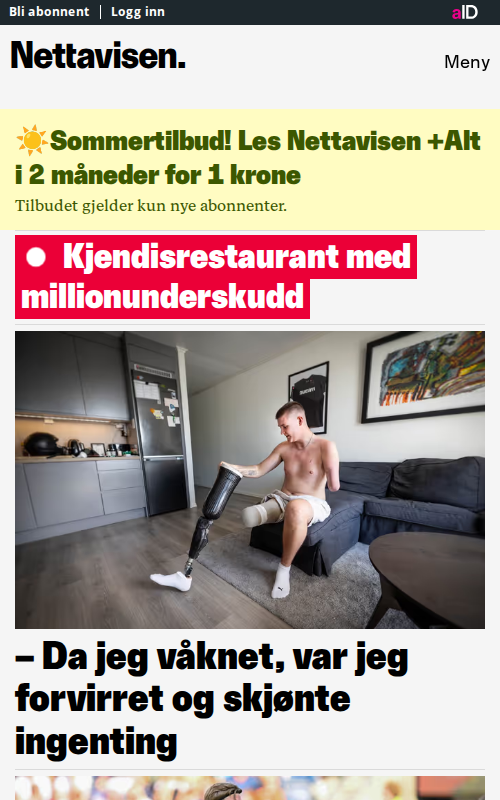 Bli abonnent
Logg inn
aID
Nettavisen.
Meny
☀️Sommertilbud! Les Nettavisen +Alt
i 2 måneder for 1 krone
Tilbudet gjelder kun nye abonnenter.
Kjendisrestaurant med
millionunderskudd
– Da jeg våknet, var jeg
forvirret og skjønte
ingenting